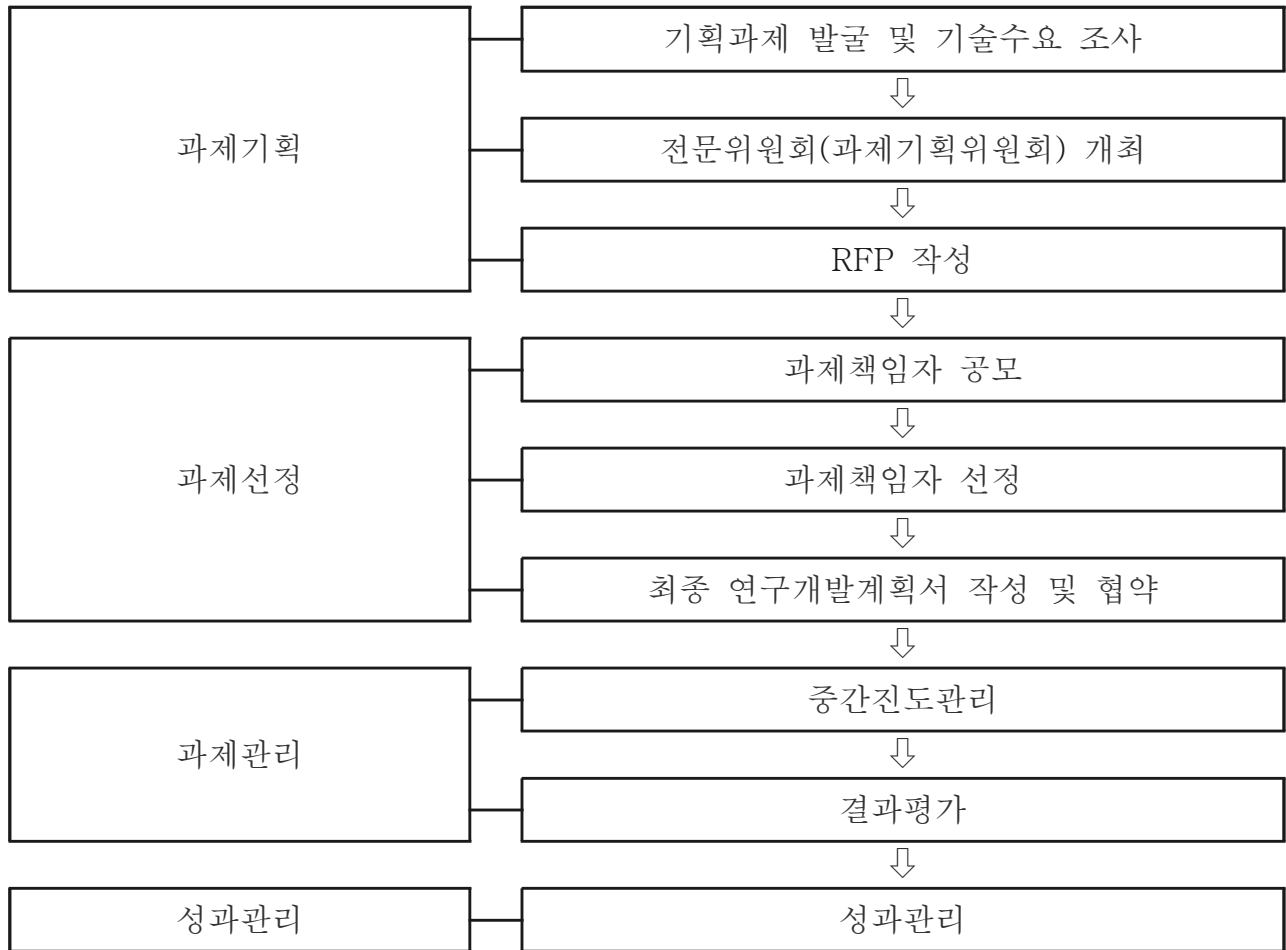 과제기획
기획과제 발굴 및 기술수요 조사
전문위원회(과제기획위원회) 개최
RFP 작성
과제선정
과제책임자 공모
과제책임자 선정
최종 연구개발계획서 작성 및 협약
과제관리
중간진도관리
결과평가
성과관리
성과관리